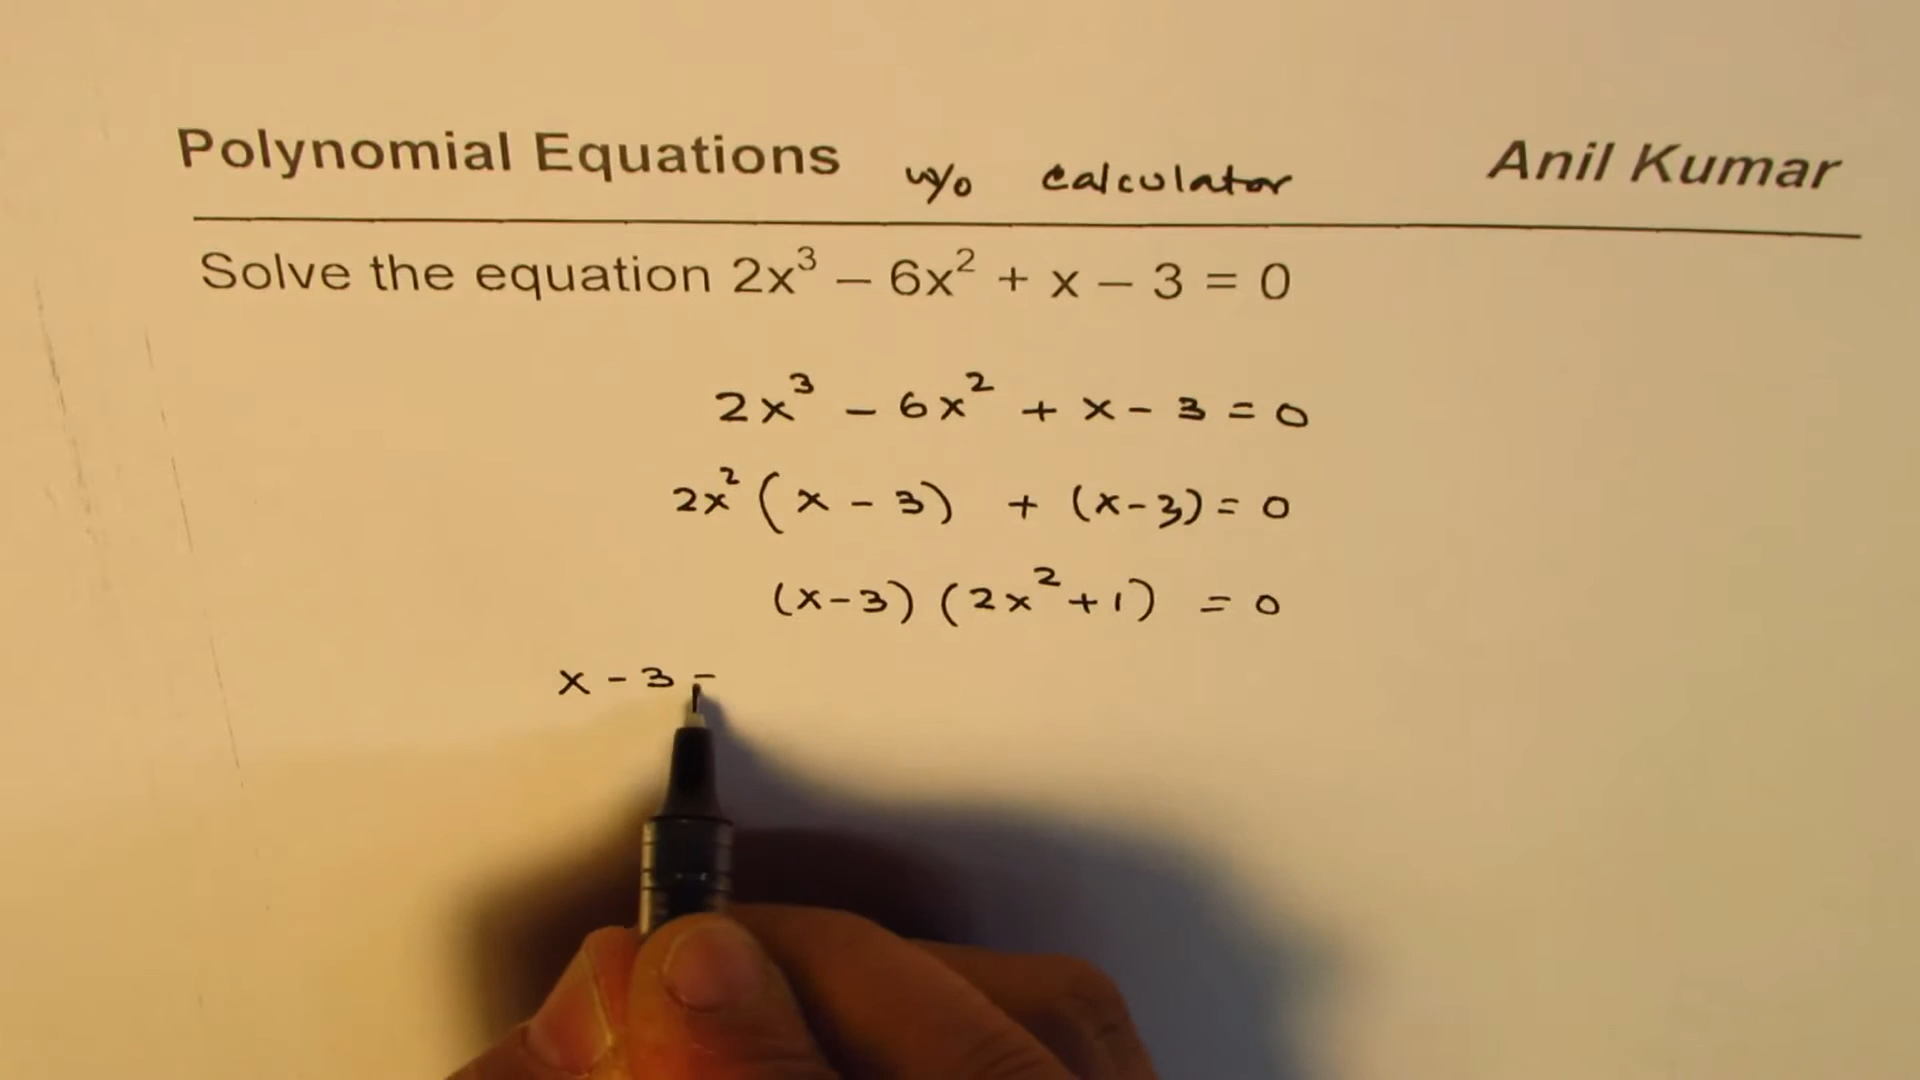 Polynomial Equations w/o calculator Anil Kumar
Solve the equation 2x³ – 6x² + x – 3 = 0
2x³ - 6x² + x - 3 = 0
2x² (x - 3) + (x-3) = 0
(x-3) (2x²+1) = 0
x - 3 -